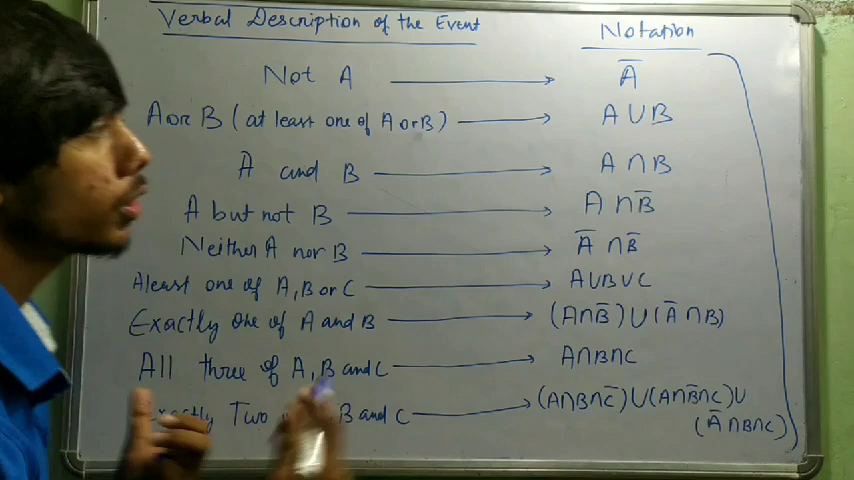 Verbal Description of the Event Notation
Not A → A̅
A or B (at least one of A or B) → A ∪ B
A and B → A ∩ B
A but not B → A ∩ B̅
Neither A nor B → A̅ ∩ B̅
Aleast one of A, B or C → A∪B∪C
Exactly One of A and B → (A∩B̅) ∪ (A̅ ∩ B)
All three of A, B and C → A∩B∩C
Two B and C → (A∩B∩C̅) ∪ (A∩B̅∩C) ∪
(A̅ ∩ B∩C)